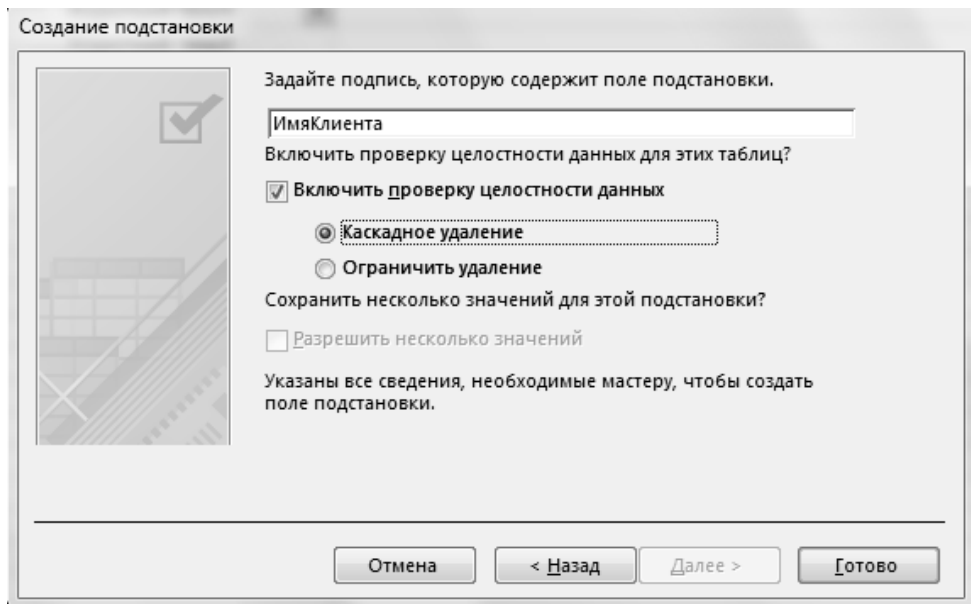 Создание подстановки
Задайте подпись, которую содержит поле подстановки.
ИмяКлиента
Включить проверку целостности данных для этих таблиц?
Включить проверку целостности данных
Каскадное удаление
Ограничить удаление
Сохранить несколько значений для этой подстановки?
Разрешить несколько значений
Указаны все сведения, необходимые мастеру, чтобы создать
поле подстановки.
Отмена
< Назад
Далее >
Готово